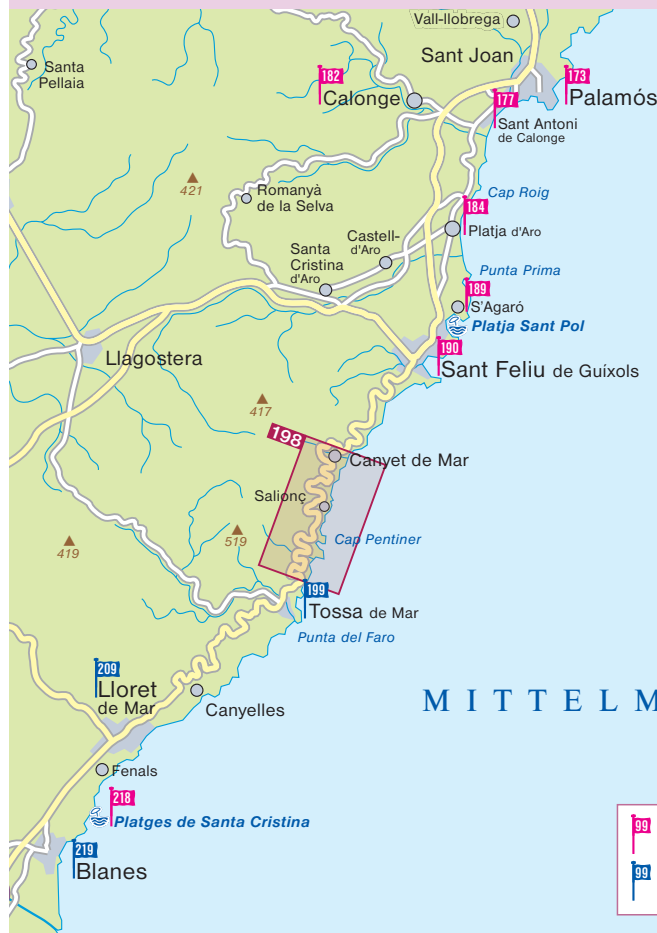 Vall-llobrega
Sant Joan
Santa
Pellaia
182
Calonge
173
Palamós
177
Sant Antoni
de Calonge
421
Romanyà
de la Selva
Cap Roig
184
Platja d'Aro
Castell-
d'Aro
Santa
Cristina
d'Aro
Punta Prima
189
S'Agaró
Platja Sant Pol
190
Sant Feliu de Guíxols
Llagostera
417
198
Canyet de Mar
Salionç
519
419
Cap Pentiner
199
Tossa de Mar
Punta del Faro
209
Lloret
de Mar
Canyelles
MITTELM
Fenals
218
Platges de Santa Cristina
219
Blanes
99
99